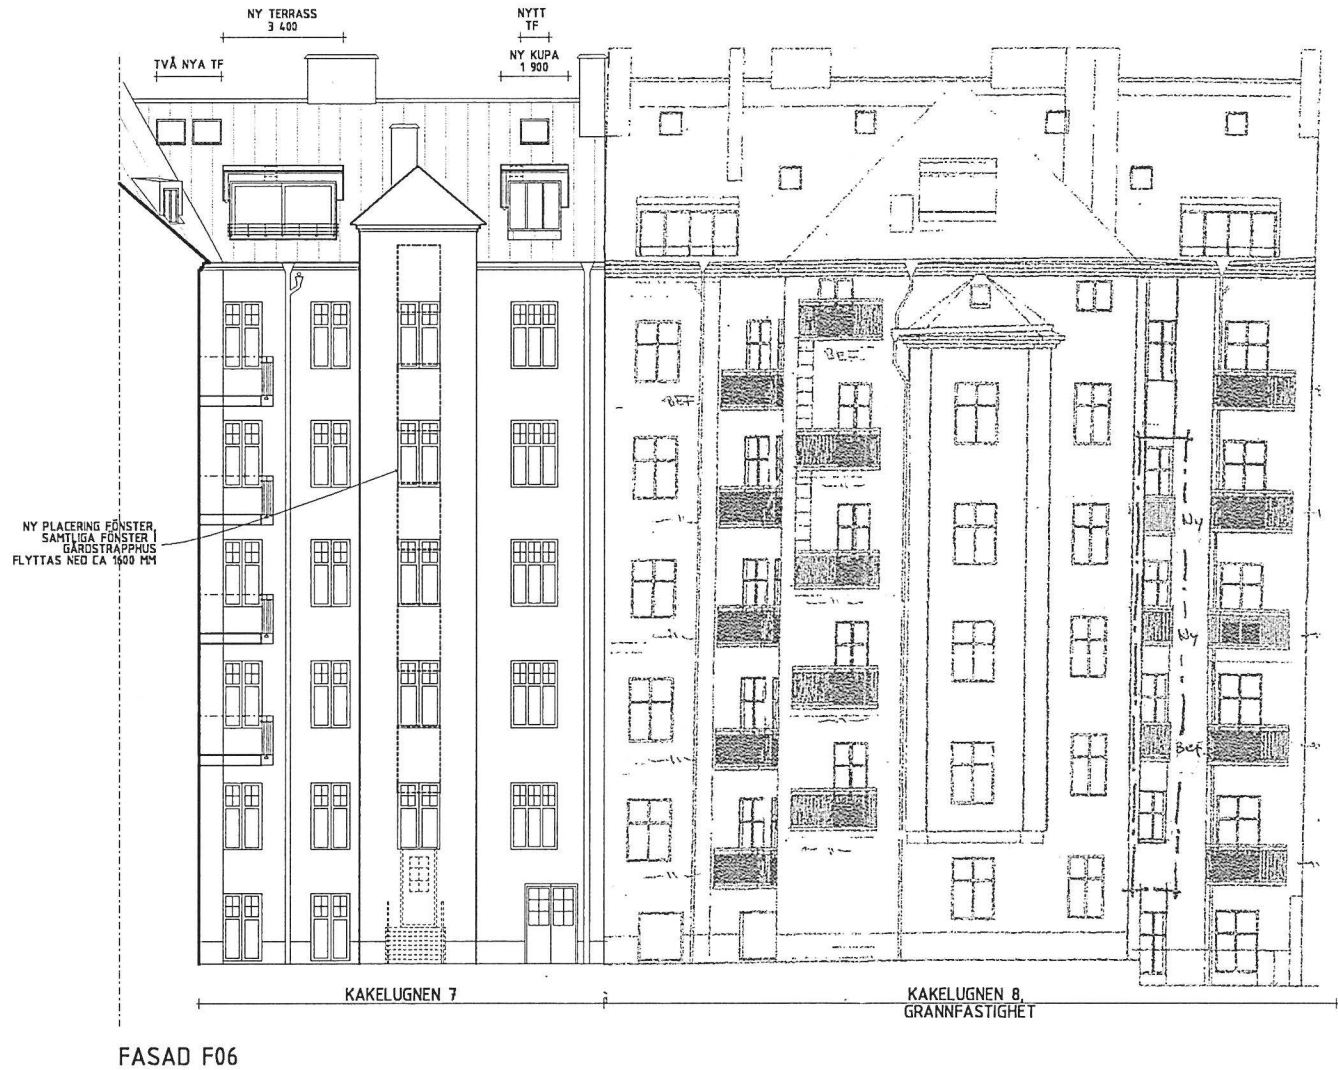 NY TERRASS
3 400
NYTT
TF
TVÅ NYA TF
NY KUPA
1 900
BEF.
BEF
NY PLACERING FÖNSTER,
SAMTLIGA FÖNSTER I
GÅRDSTRAPPHUS
FLYTTAS NED CA 1600 MM
Ny
Ny
Bef.
KAKELUGNEN 7
KAKELUGNEN 8,
GRANNFASTIGHET
FASAD F06